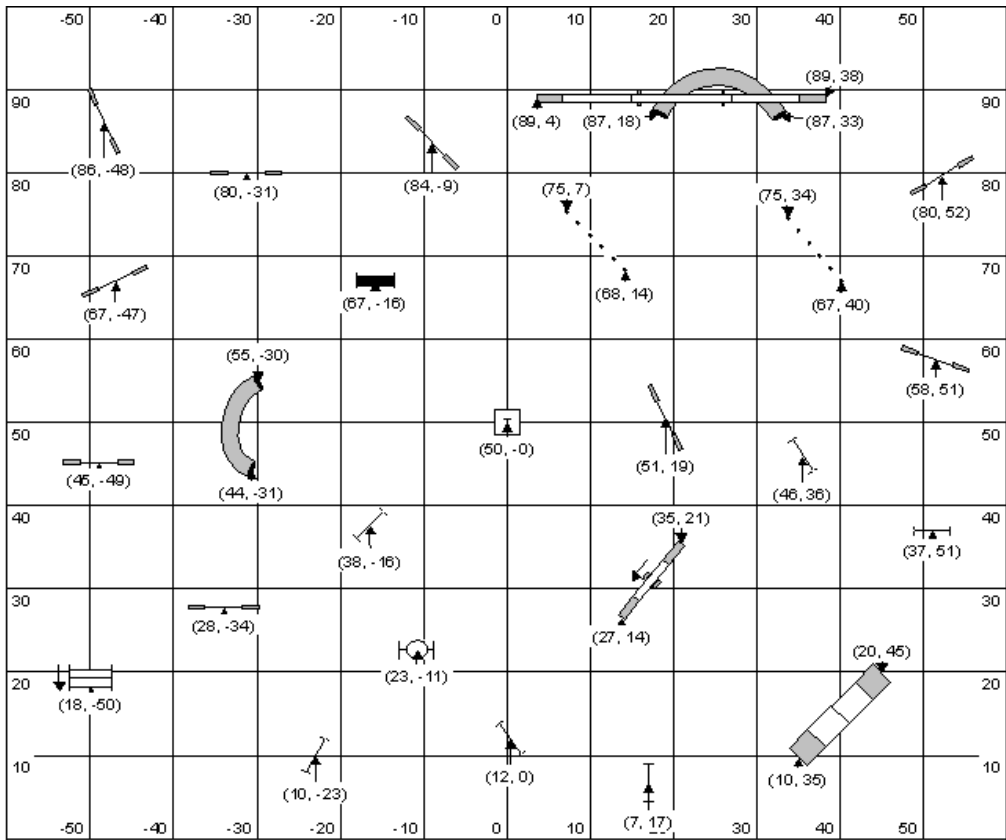 -50 -40 -30 -20 -10 0 10 20 30 40 50
(89, 38)
90 90
(89, 4) (87, 18) (87, 33)
(86, -48)
(84, -9)
(80, -31)
80 80
(75, 7) (75, 34)
(80, 52)
70 70
(68, 14)
(67, -47) (67, -16) (67, 40)
60 60
(55, -30)
(58, 51)
50 50
(50, -0)
(51, 19)
(45, -49)
(44, -31) (46, 36)
40 40
(35, 21)
(38, -16) (37, 51)
30 30
(28, -34) (27, 14)
(20, 45)
(23, -11)
20 20
(18, -50)
10 10
(10, -23) (12, 0) (10, 35)
(7, 17)
-50 -40 -30 -20 -10 0 10 30 40 50